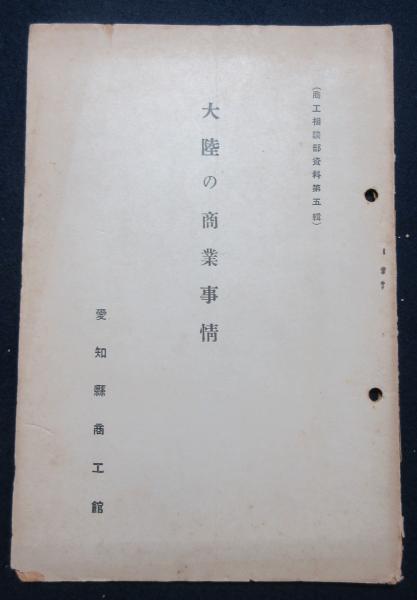 (商工相談部資料第五輯)
大陸の商業事情
愛知縣商工館